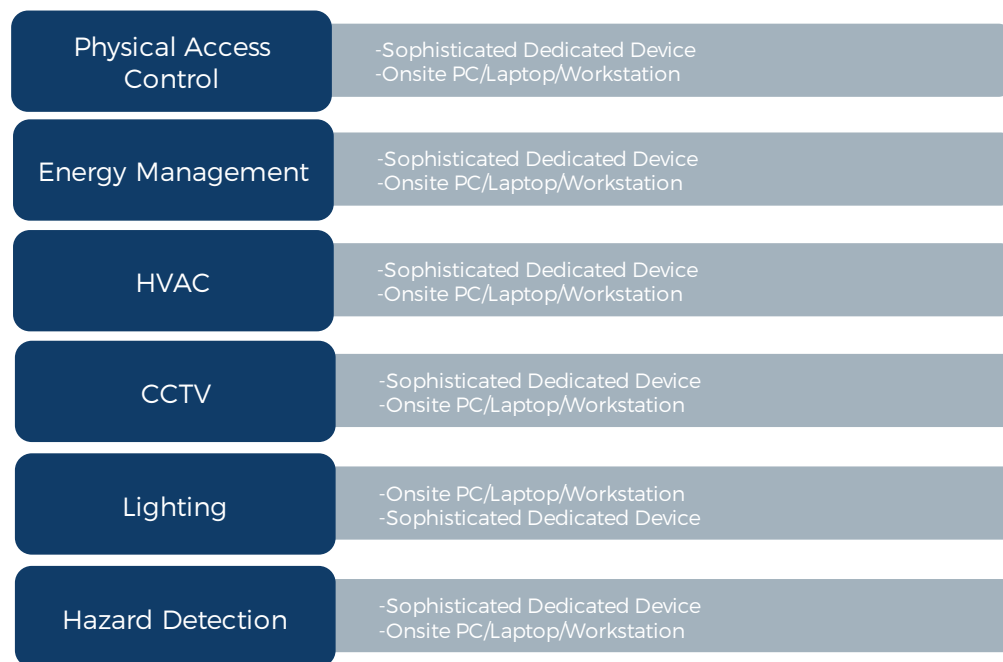 Physical Access
Control
-Sophisticated Dedicated Device
-Onsite PC/Laptop/Workstation
Energy Management
-Sophisticated Dedicated Device
-Onsite PC/Laptop/Workstation
HVAC
-Sophisticated Dedicated Device
-Onsite PC/Laptop/Workstation
CCTV
-Sophisticated Dedicated Device
-Onsite PC/Laptop/Workstation
Lighting
-Onsite PC/Laptop/Workstation
-Sophisticated Dedicated Device
Hazard Detection
-Sophisticated Dedicated Device
-Onsite PC/Laptop/Workstation